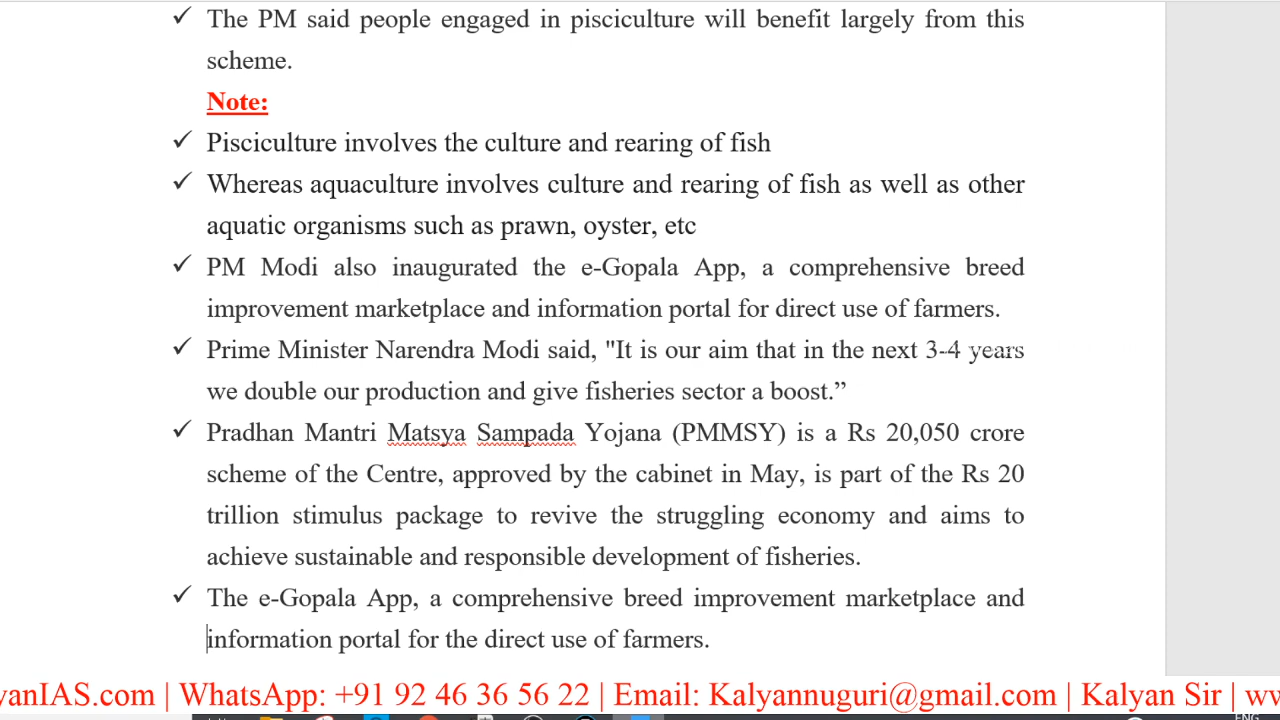 ✓ The PM said people engaged in pisciculture will benefit largely from this
scheme.
Note:
✓ Pisciculture involves the culture and rearing of fish
✓ Whereas aquaculture involves culture and rearing of fish as well as other
aquatic organisms such as prawn, oyster, etc
✓ PM Modi also inaugurated the e-Gopala App, a comprehensive breed
improvement marketplace and information portal for direct use of farmers.
✓ Prime Minister Narendra Modi said, "It is our aim that in the next 3-4 years
we double our production and give fisheries sector a boost.”
✓ Pradhan Mantri Matsya Sampada Yojana (PMMSY) is a Rs 20,050 crore
scheme of the Centre, approved by the cabinet in May, is part of the Rs 20
trillion stimulus package to revive the struggling economy and aims to
achieve sustainable and responsible development of fisheries.
✓ The e-Gopala App, a comprehensive breed improvement marketplace and
information portal for the direct use of farmers.
yanIAS.com | WhatsApp: +91 92 46 36 56 22 | Email: Kalyannuguri@gmail.com | Kalyan Sir | ww